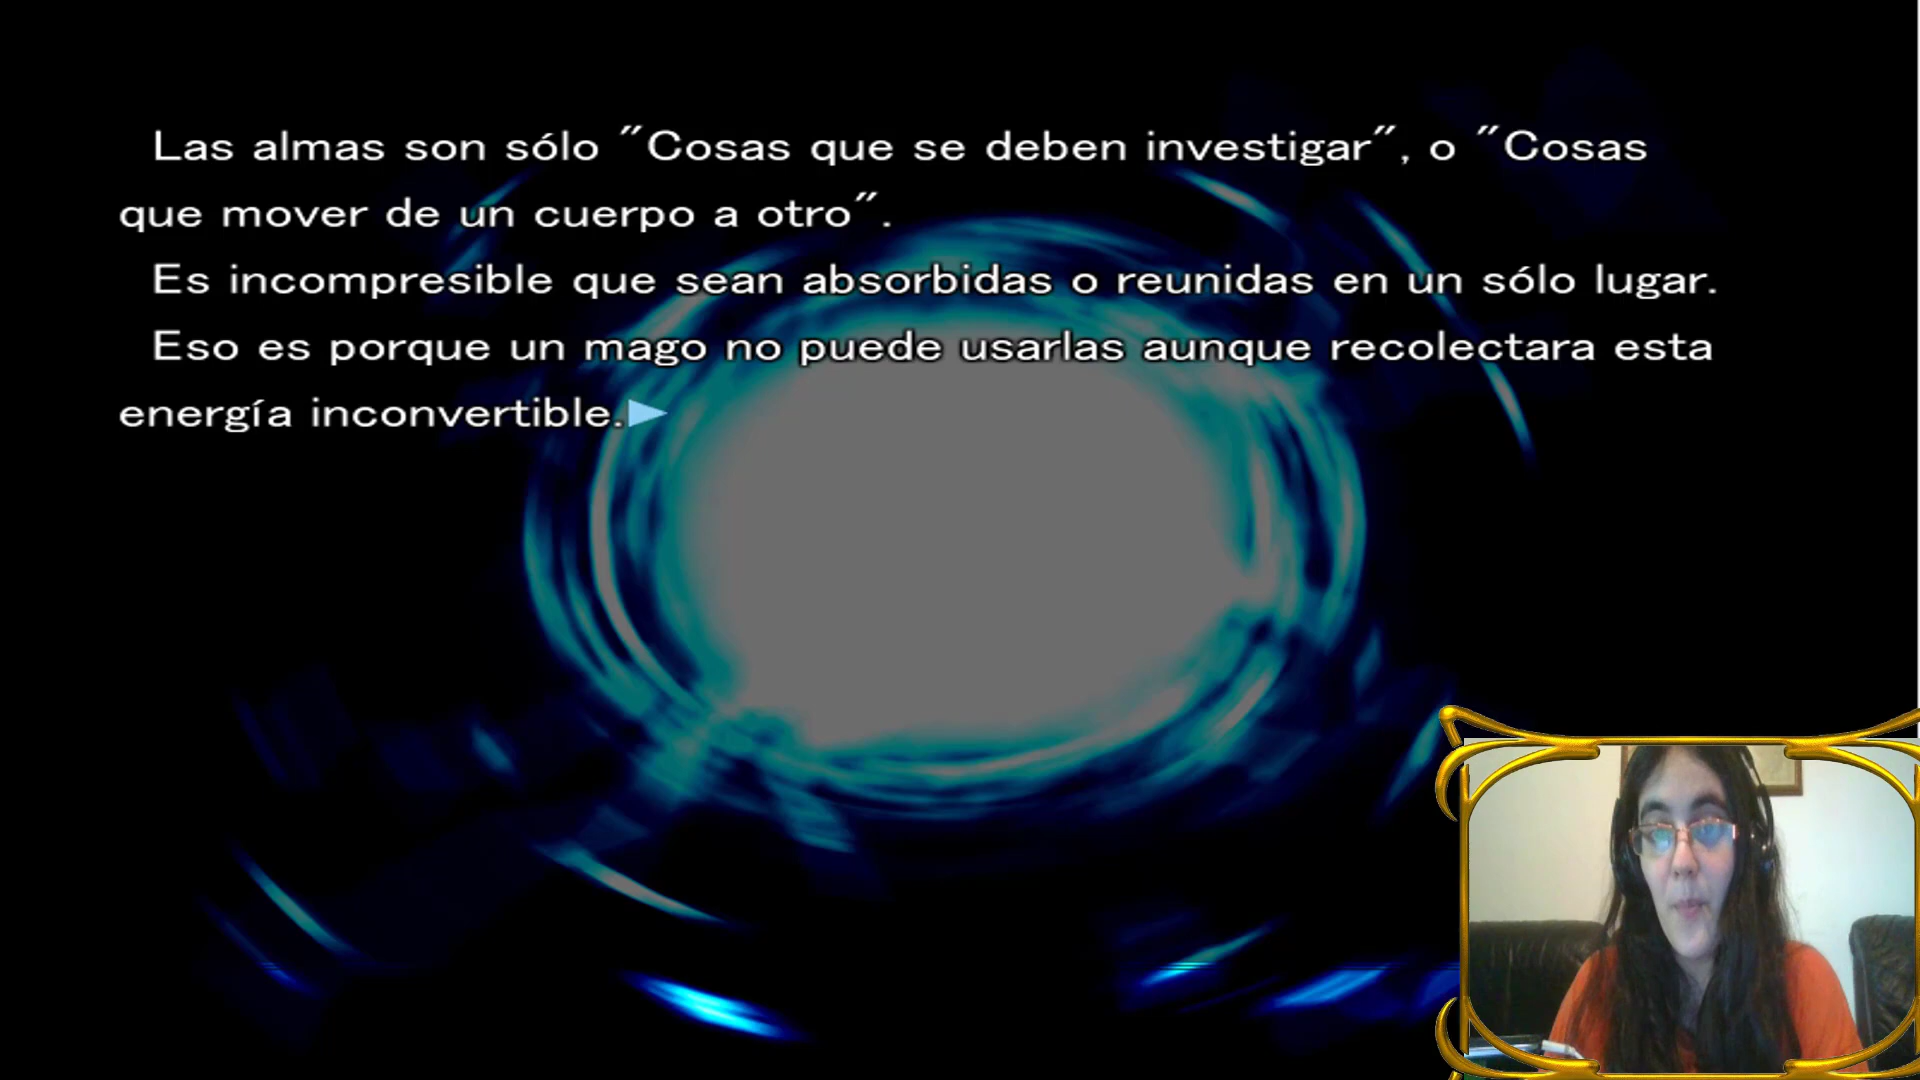 Las almas son sólo "Cosas que se deben investigar", o "Cosas
que mover de un cuerpo a otro".
Es incompresible que sean absorbidas o reunidas en un sólo lugar.
Eso es porque un mago no puede usarlas aunque recolectara esta
energía inconvertible.